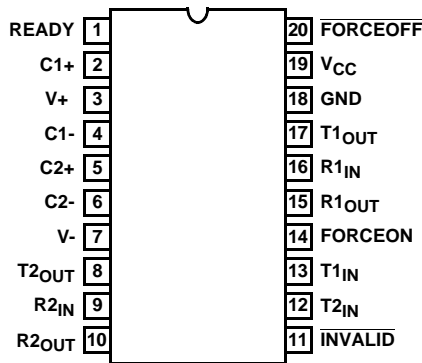 READY 1 20 FORCEOFF
C1+ 2 19 VCC
V+ 3 18 GND
C1- 4 17 T1OUT
C2+ 5 16 R1IN
C2- 6 15 R1OUT
V- 7 14 FORCEON
T2OUT 8 13 T1IN
R2IN 9 12 T2IN
R2OUT 10 11 INVALID